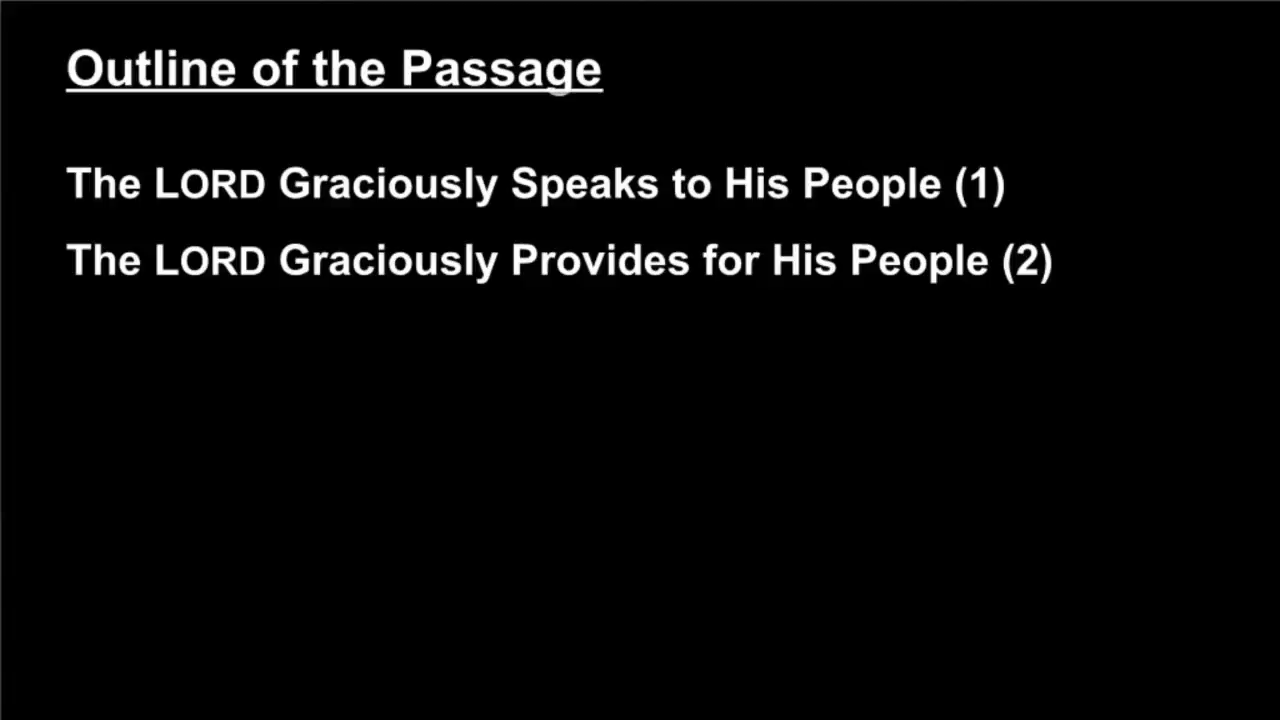 Outline of the Passage
The LORD Graciously Speaks to His People (1)
The LORD Graciously Provides for His People (2)